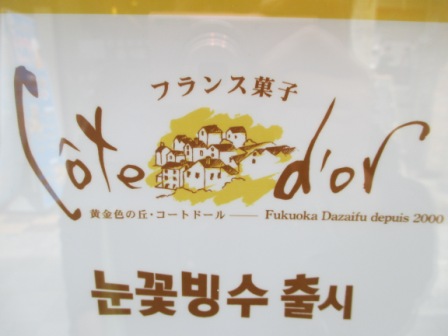 フランス菓子
Côte d'or
黄金色の丘・コートドール — Fukuoka Dazaifu depuis 2000
눈꽃빙수 출시